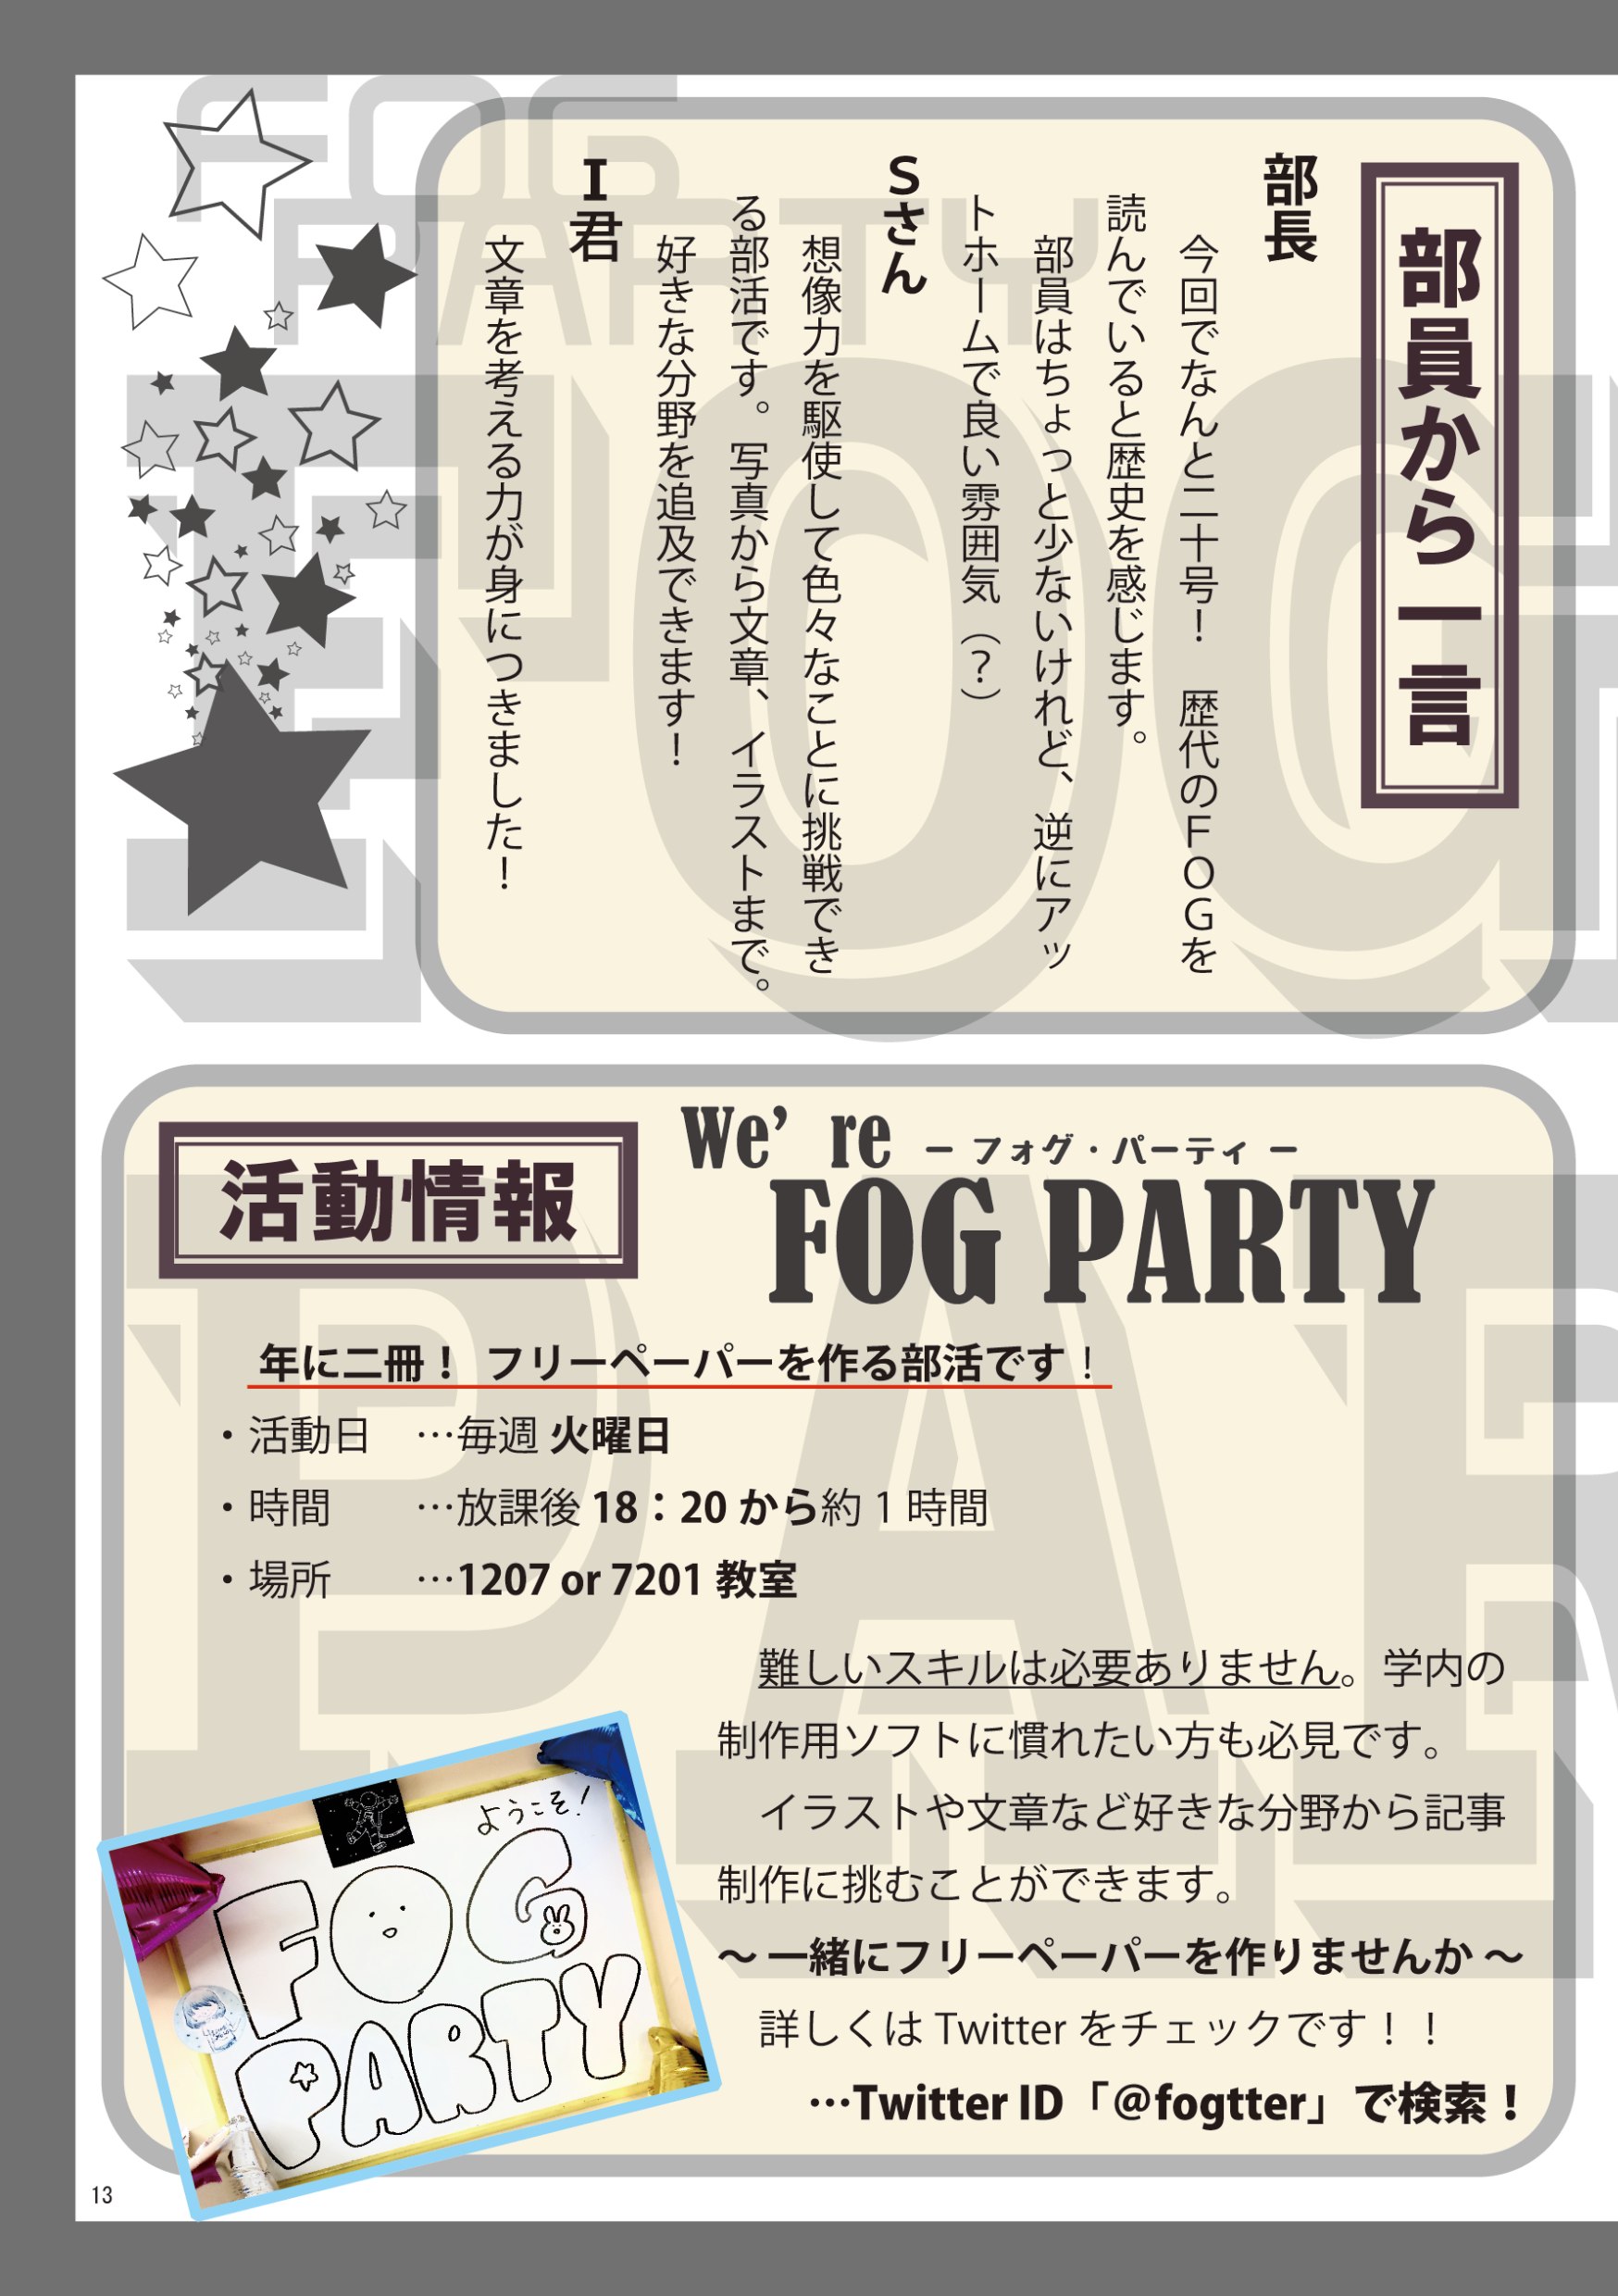 部員から一言
部長
今回でなんと二十号！　歴代のＦＯＧを
読んでいると歴史を感じます。
部員はちょっと少ないけれど、逆にアッ
トホームで良い雰囲気（？）
Ｓさん
想像力を駆使して色々なことに挑戦でき
る部活です。写真から文章、イラストまで。
好きな分野を追及できます！
Ｉ君
文章を考える力が身につきました！
FOG
PARTY
活動情報
We’re
－ フォグ・パーティ －
FOG PARTY
年に二冊！ フリーペーパーを作る部活です！
・活動日　…毎週 火曜日
・時間　　…放課後 18：20 から約 1 時間
・場所　　…1207 or 7201 教室
難しいスキルは必要ありません。学内の
制作用ソフトに慣れたい方も必見です。
イラストや文章など好きな分野から記事
制作に挑むことができます。
～ 一緒にフリーペーパーを作りませんか ～
詳しくは Twitter をチェックです！！
…Twitter ID「@fogtter」で検索！
ようこそ！
FOG
PARTY
13